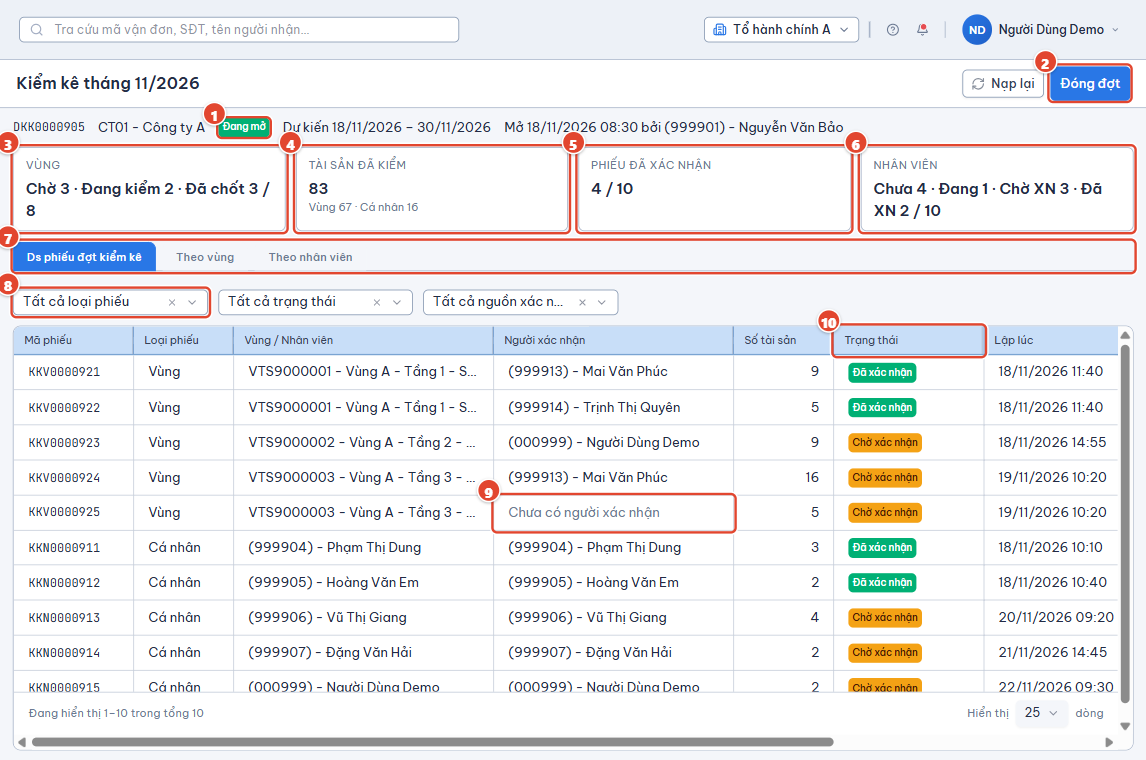 Tra cứu mã vận đơn, SĐT, tên người nhận...
Tổ hành chính A
ND
Người Dùng Demo
Kiểm kê tháng 11/2026
Nạp lại
2
Đóng đợt
DKK0000905 CT01 - Công ty A
1
Đang mở
Dự kiến 18/11/2026 – 30/11/2026
Mở 18/11/2026 08:30 bởi (999901) - Nguyễn Văn Bảo
3
VÙNG
Chờ 3 · Đang kiểm 2 · Đã chốt 3 /
8
4
TÀI SẢN ĐÃ KIỂM
83
Vùng 67 · Cá nhân 16
5
PHIẾU ĐÃ XÁC NHẬN
4 / 10
6
NHÂN VIÊN
Chưa 4 · Đang 1 · Chờ XN 3 · Đã
XN 2 / 10
7
Ds phiếu đợt kiểm kê
Theo vùng
Theo nhân viên
8
Tất cả loại phiếu
Tất cả trạng thái
Tất cả nguồn xác n...
10
Mã phiếu Loại phiếu Vùng / Nhân viên Người xác nhận Số tài sản Trạng thái Lập lúc
KKV0000921 Vùng VTS9000001 - Vùng A - Tầng 1 - S... (999913) - Mai Văn Phúc 9 Đã xác nhận 18/11/2026 11:40
KKV0000922 Vùng VTS9000001 - Vùng A - Tầng 1 - S... (999914) - Trịnh Thị Quyên 5 Đã xác nhận 18/11/2026 11:40
KKV0000923 Vùng VTS9000002 - Vùng A - Tầng 2 - ... (000999) - Người Dùng Demo 9 Chờ xác nhận 18/11/2026 14:55
KKV0000924 Vùng VTS9000003 - Vùng A - Tầng 3 - ... (999913) - Mai Văn Phúc 16 Chờ xác nhận 19/11/2026 10:20
9
KKV0000925 Vùng VTS9000003 - Vùng A - Tầng 3 - ... Chưa có người xác nhận 5 Chờ xác nhận 19/11/2026 10:20
KKN0000911 Cá nhân (999904) - Phạm Thị Dung (999904) - Phạm Thị Dung 3 Đã xác nhận 18/11/2026 10:10
KKN0000912 Cá nhân (999905) - Hoàng Văn Em (999905) - Hoàng Văn Em 2 Đã xác nhận 18/11/2026 10:40
KKN0000913 Cá nhân (999906) - Vũ Thị Giang (999906) - Vũ Thị Giang 4 Chờ xác nhận 20/11/2026 09:20
KKN0000914 Cá nhân (999907) - Đặng Văn Hải (999907) - Đặng Văn Hải 2 Chờ xác nhận 21/11/2026 14:45
KKN0000915 Cá nhân (000999) - Người Dùng Demo (000999) - Người Dùng Demo 2 Chờ xác nhận 22/11/2026 09:30
Đang hiển thị 1–10 trong tổng 10
Hiển thị 25 dòng